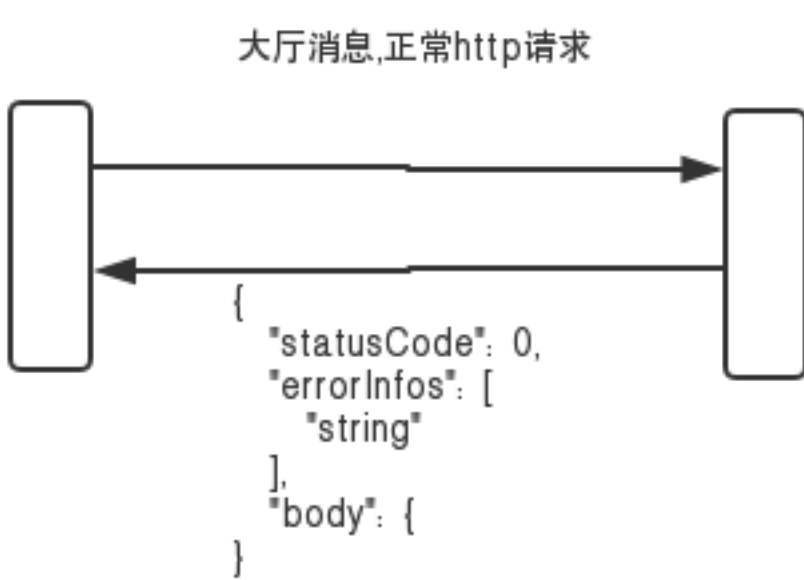 大厅消息,正常http请求
{
"statusCode": 0,
"errorInfos": [
"string"
],
"body": {
}